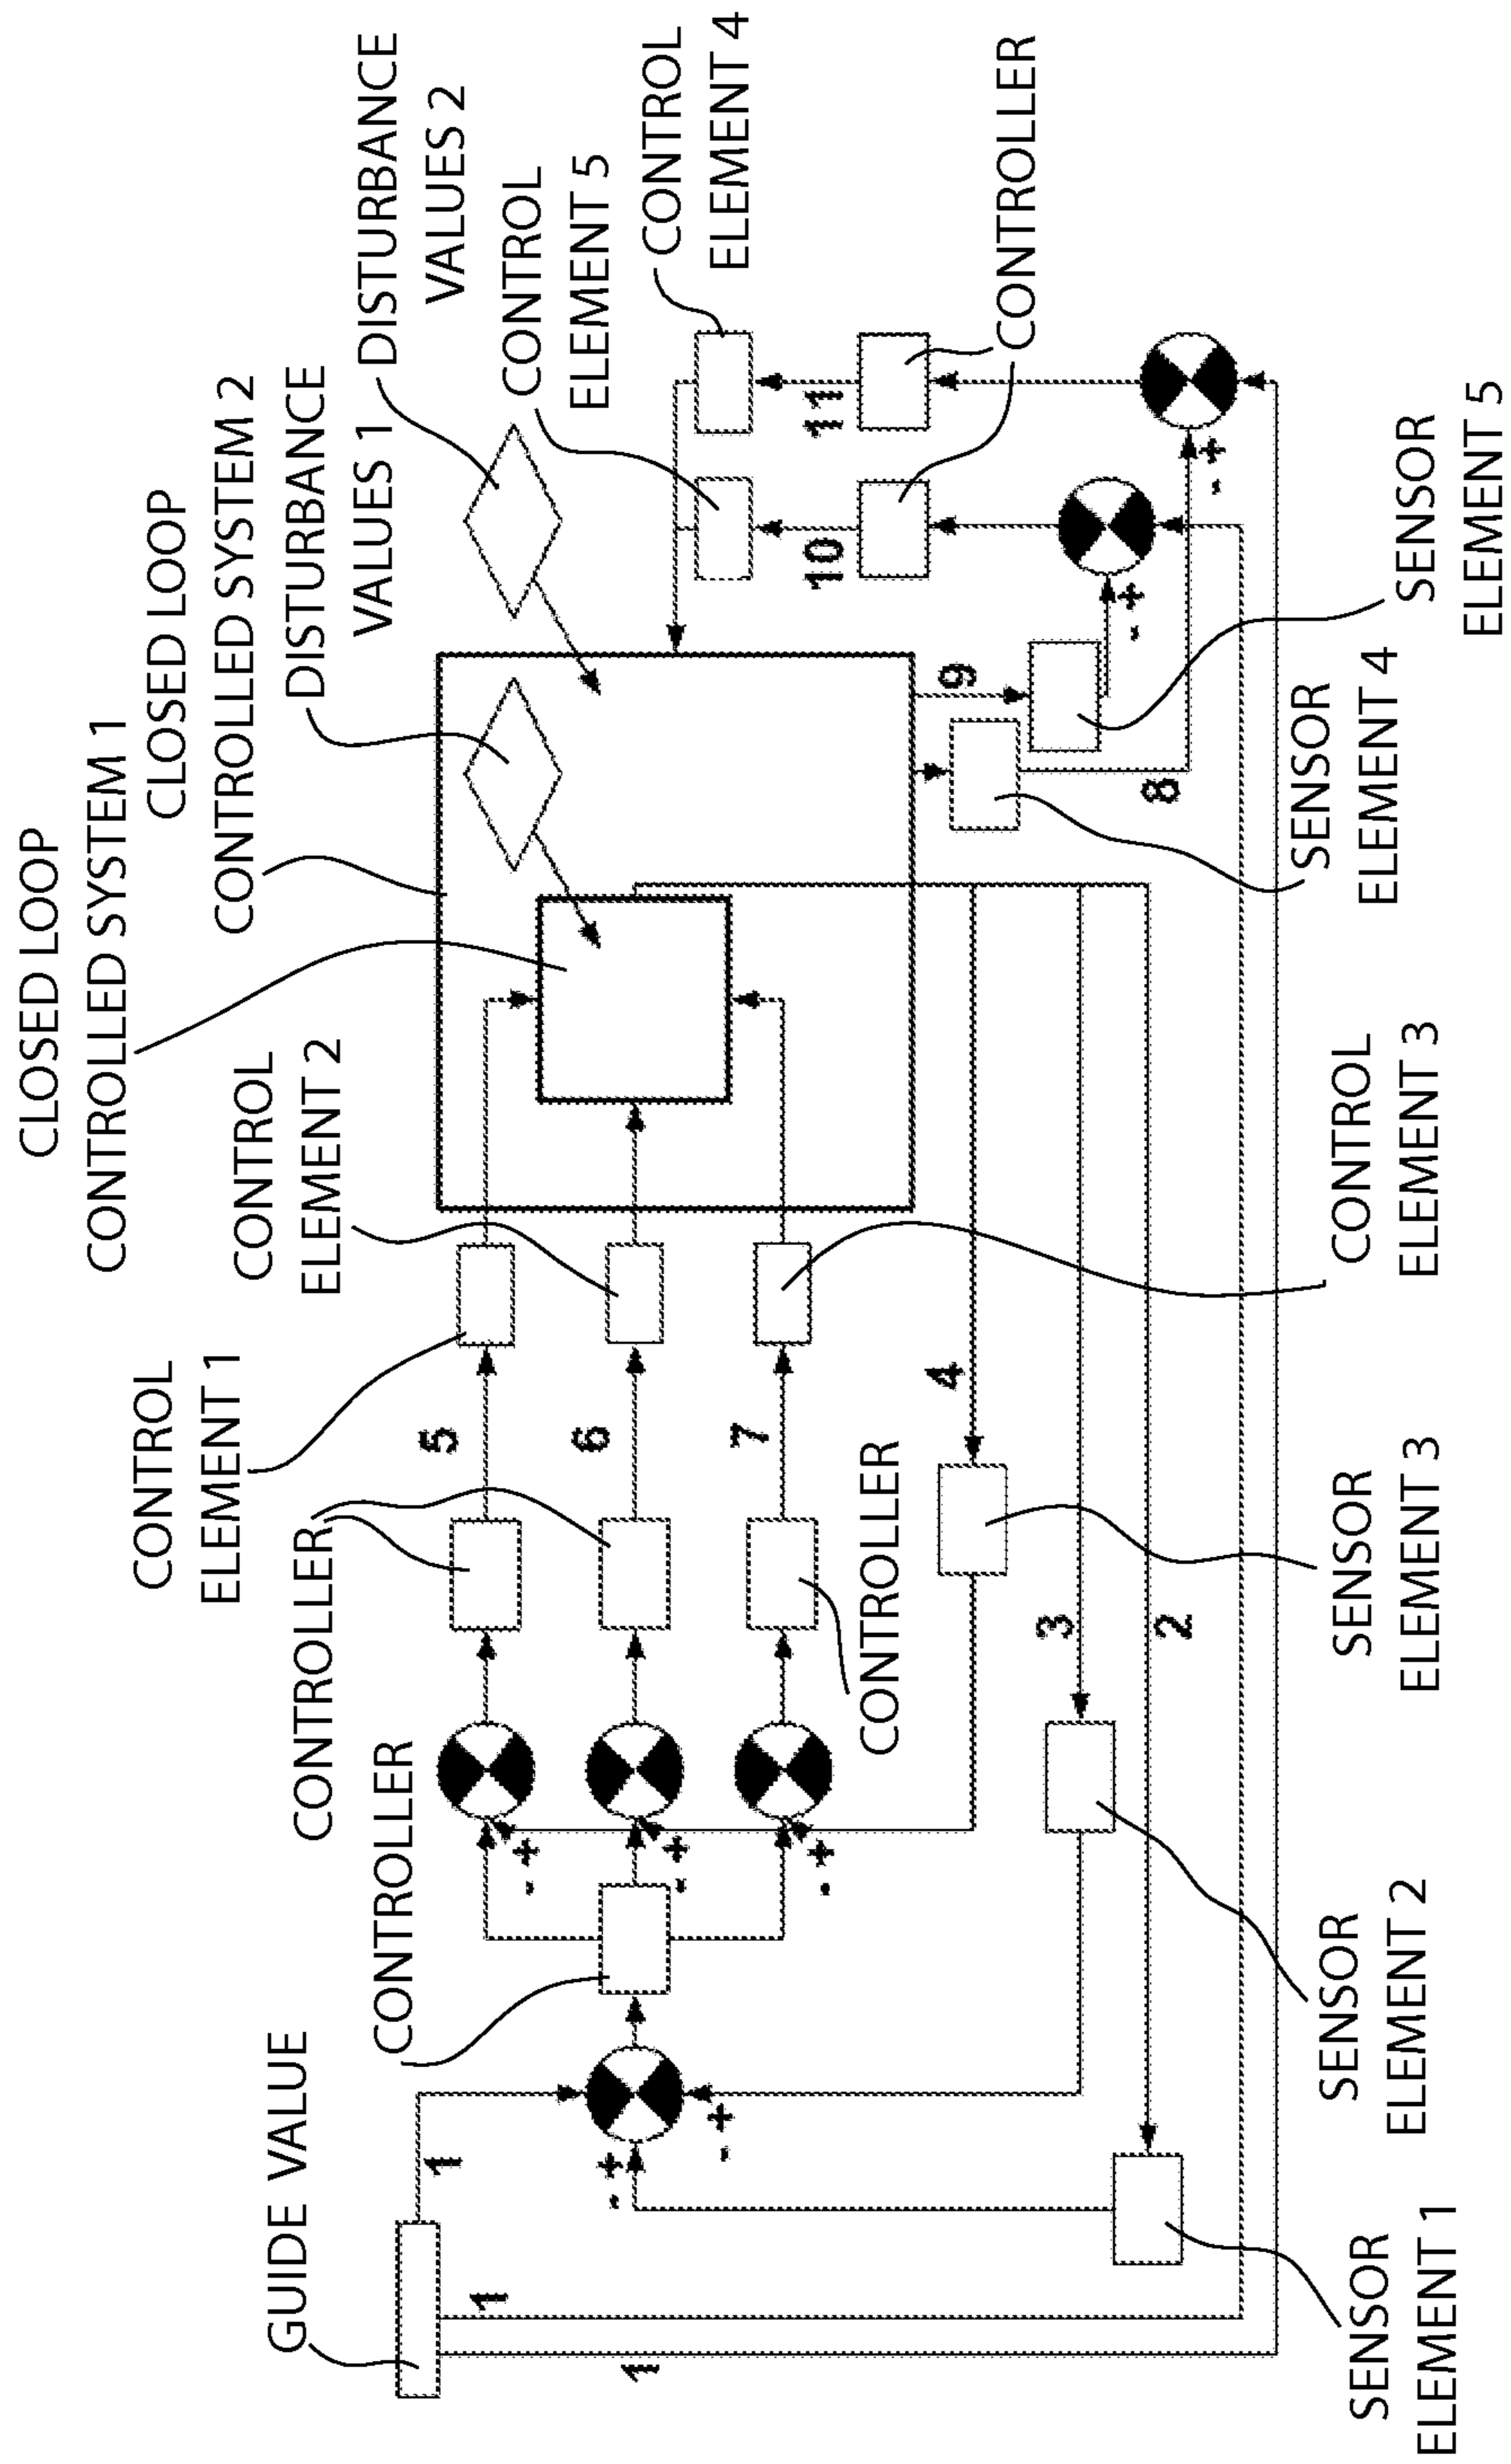 CLOSED LOOP
CONTROLLED SYSTEM 1
CLOSED LOOP
CONTROLLED SYSTEM 2
DISTURBANCE
VALUES 1
DISTURBANCE
VALUES 2
CONTROL
ELEMENT 5
CONTROL
ELEMENT 4
CONTROL
ELEMENT 1
CONTROL
ELEMENT 2
CONTROLLER
CONTROLLER
GUIDE VALUE
1
1
1
5
6
7
- +
- +
- +
- +
- +
CONTROLLER
4
3
2
9
8
10
11
- +
- +
CONTROLLER
SENSOR
ELEMENT 1
SENSOR
ELEMENT 2
SENSOR
ELEMENT 3
CONTROL
ELEMENT 3
SENSOR
ELEMENT 4
SENSOR
ELEMENT 5